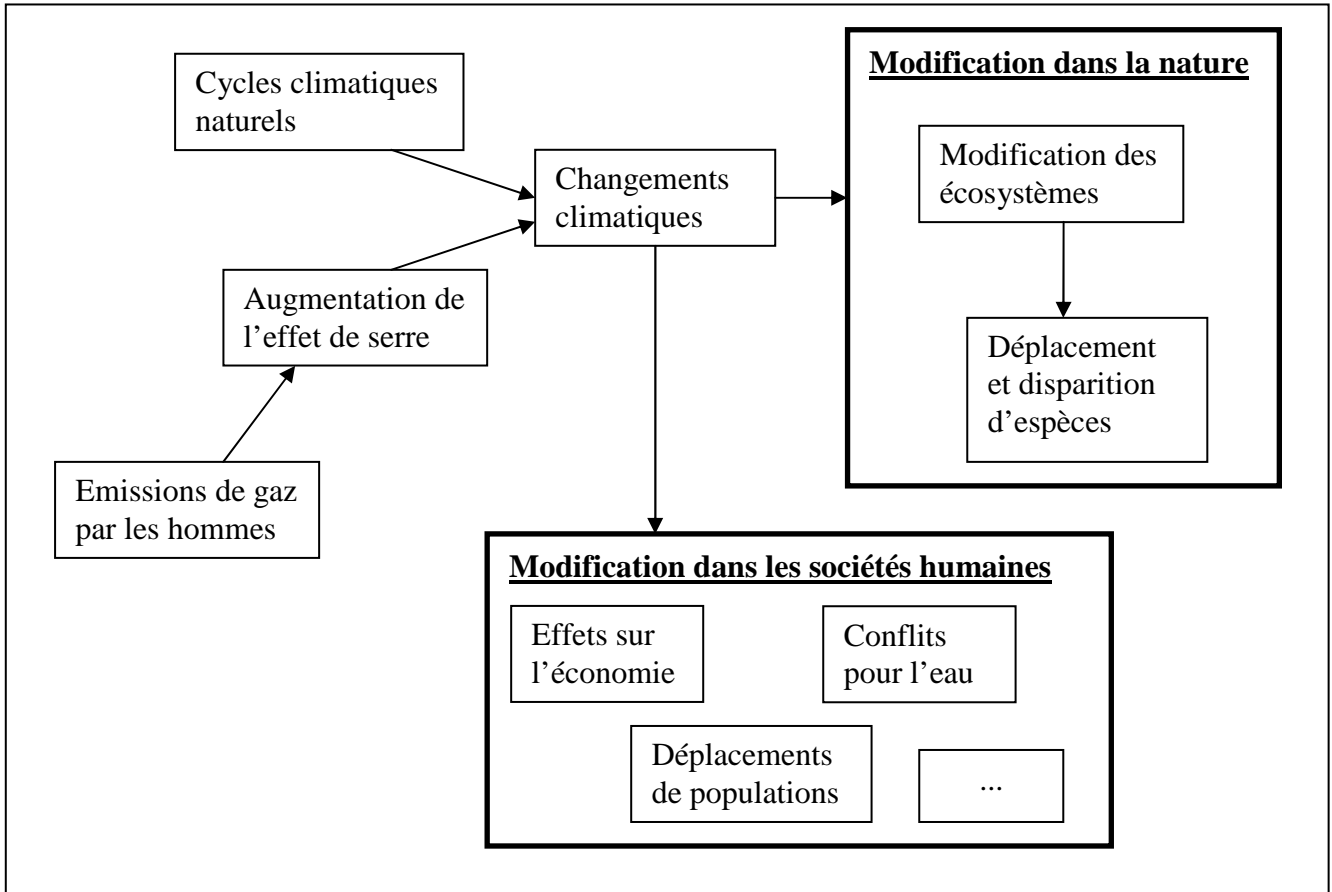 Cycles climatiques
naturels
Changements
climatiques
Augmentation de
l’effet de serre
Emissions de gaz
par les hommes
Modification dans la nature
Modification des
écosystèmes
Déplacement
et disparition
d’espèces
Modification dans les sociétés humaines
Effets sur
l’économie
Conflits
pour l’eau
Déplacements
de populations
...